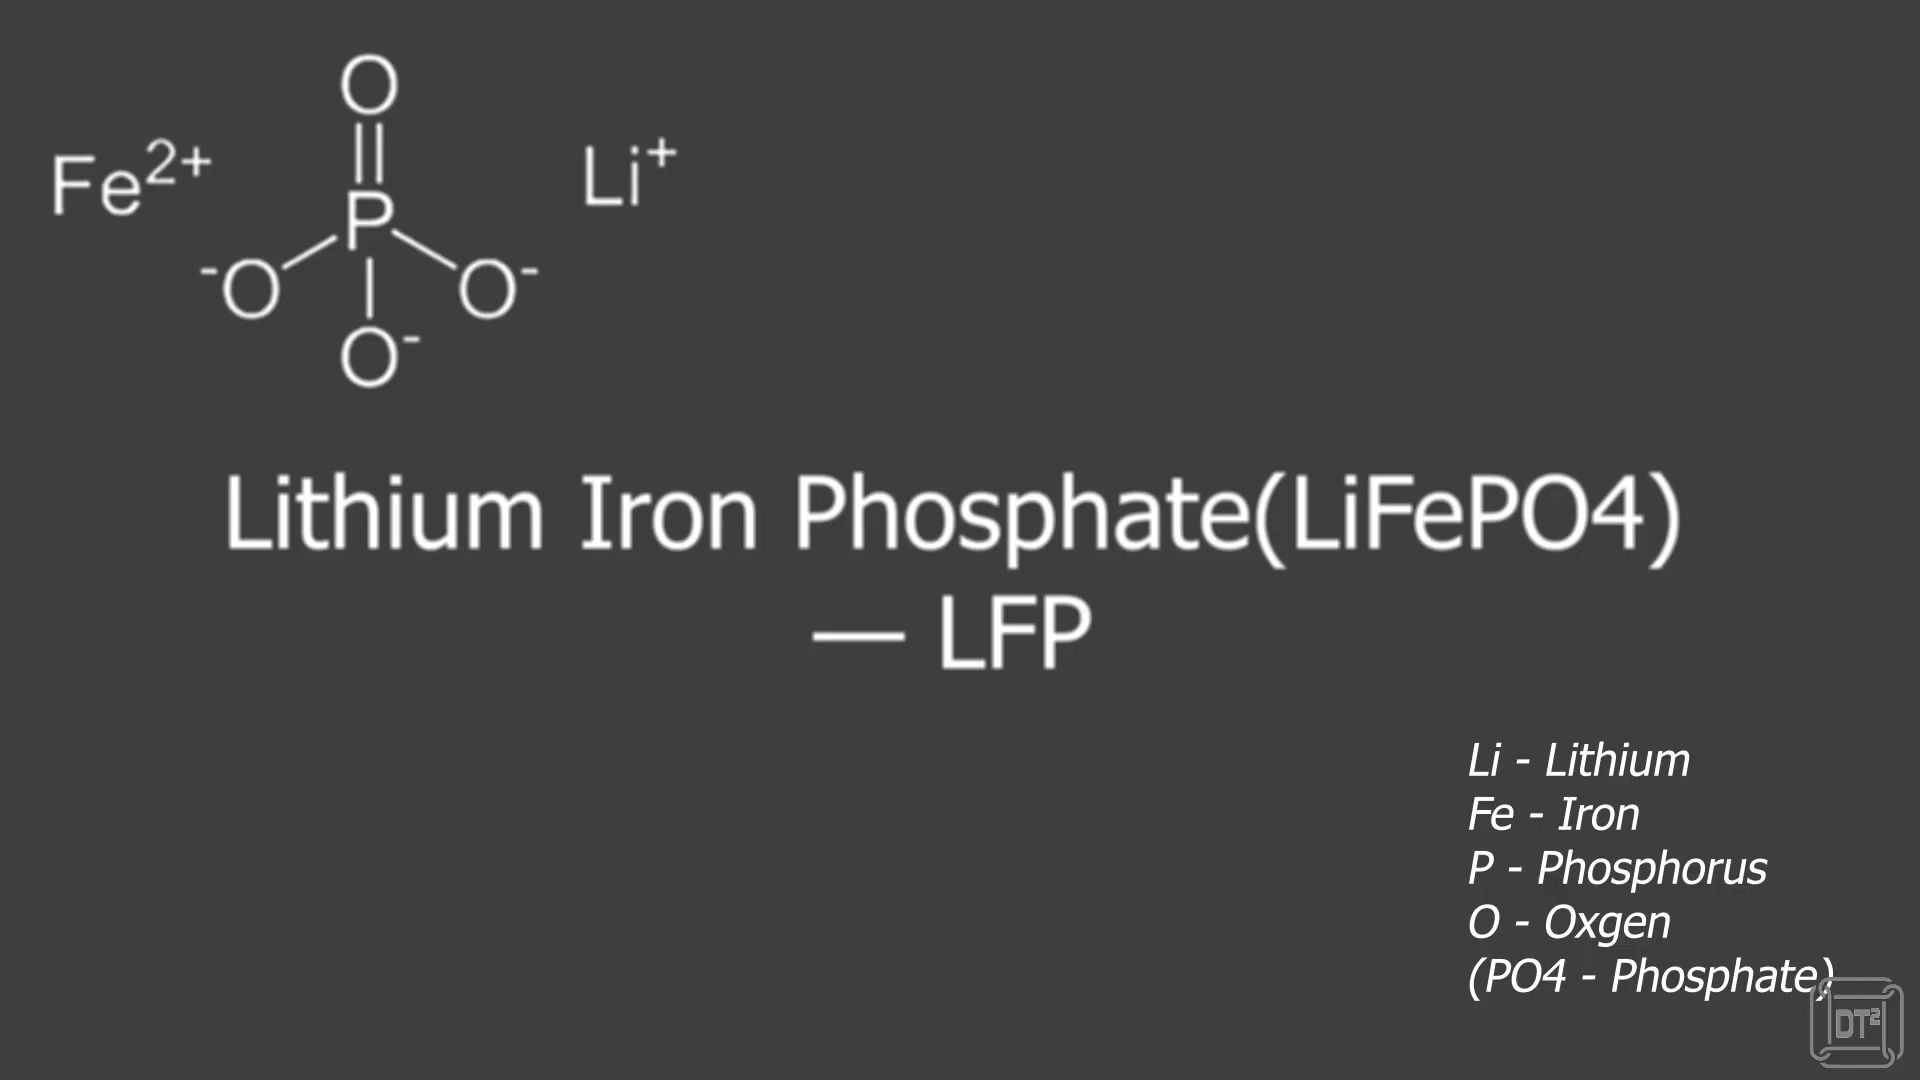 O
Fe2+
Li+
P
-O
O-
O-
Lithium Iron Phosphate(LiFePO4)
— LFP
Li - Lithium
Fe - Iron
P - Phosphorus
O - Oxgen
(PO4 - Phosphate)
DT2